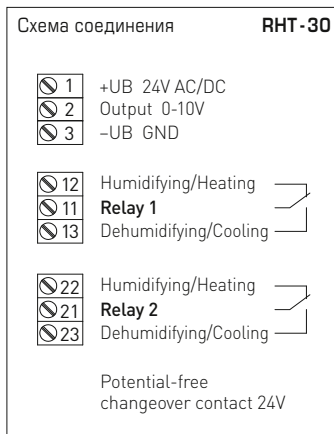 Схема соединения RHT-30
1 +UB 24V AC/DC
2 Output 0-10V
3 –UB GND
12 Humidifying/Heating
11 Relay 1
13 Dehumidifying/Cooling
22 Humidifying/Heating
21 Relay 2
23 Dehumidifying/Cooling
Potential-free
changeover contact 24V